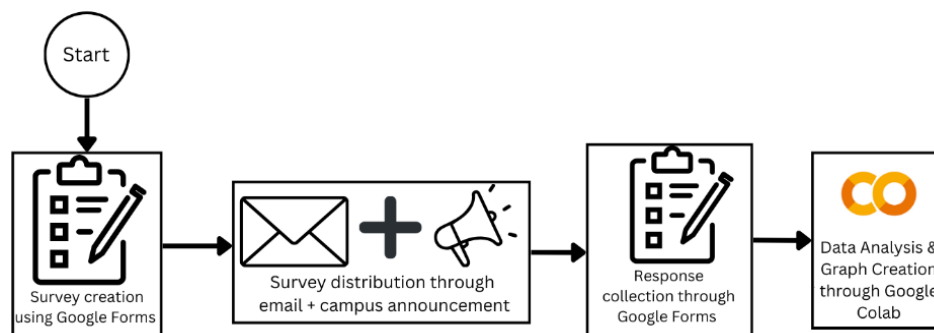 Start
Survey creation
using Google Forms
Survey distribution through
email + campus announcement
Response
collection through
Google Forms
Data Analysis &
Graph Creation
through Google
Colab